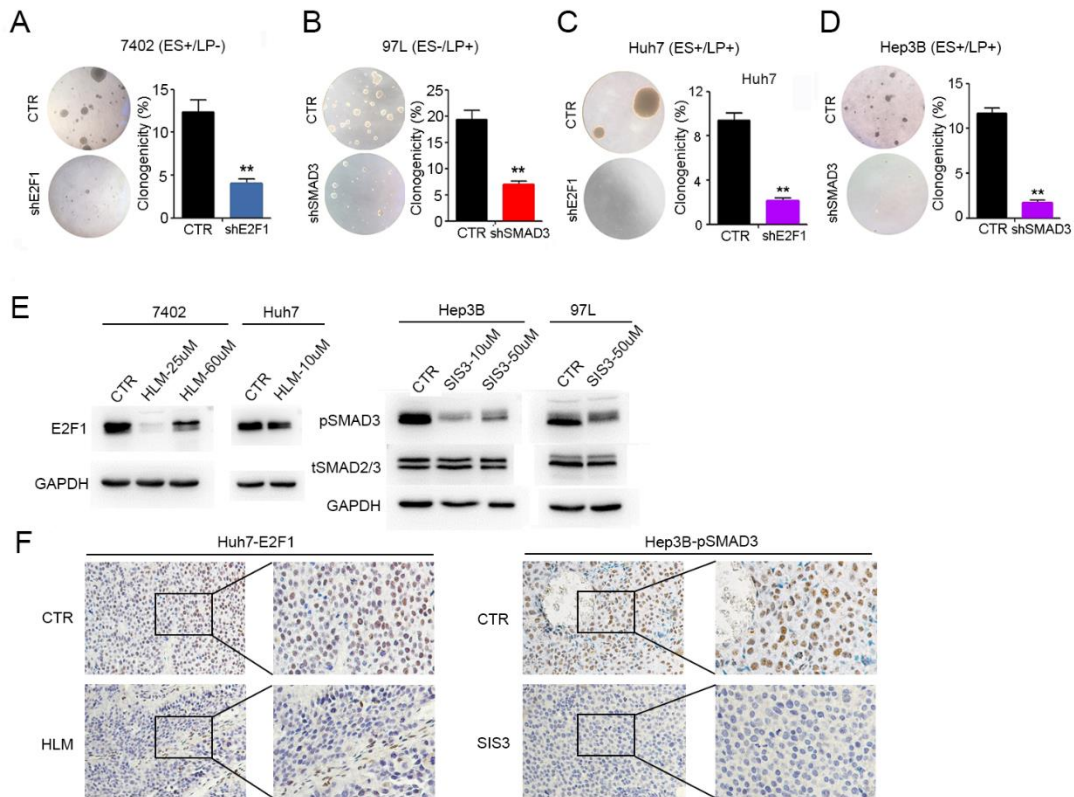 A
7402 (ES+/LP-)
CTR
shE2F1
Clonogenicity (%)
15
10
5
0
**
CTR shE2F1
B
97L (ES-/LP+)
CTR
shSMAD3
Clonogenicity (%)
25
20
15
10
5
0
**
CTR shSMAD3
C
Huh7 (ES+/LP+)
Huh7
CTR
shE2F1
Clonogenicity (%)
12
9
6
3
0
**
CTR shE2F1
D
Hep3B (ES+/LP+)
CTR
shSMAD3
Clonogenicity (%)
15
10
5
0
**
CTR shSMAD3
E
7402
Huh7
CTR
HLM-25uM
HLM-60uM
CTR
HLM-10uM
E2F1
GAPDH
Hep3B
97L
CTR
SIS3-10uM
SIS3-50uM
CTR
SIS3-50uM
pSMAD3
tSMAD2/3
GAPDH
F
Huh7-E2F1
CTR
HLM
Hep3B-pSMAD3
CTR
SIS3